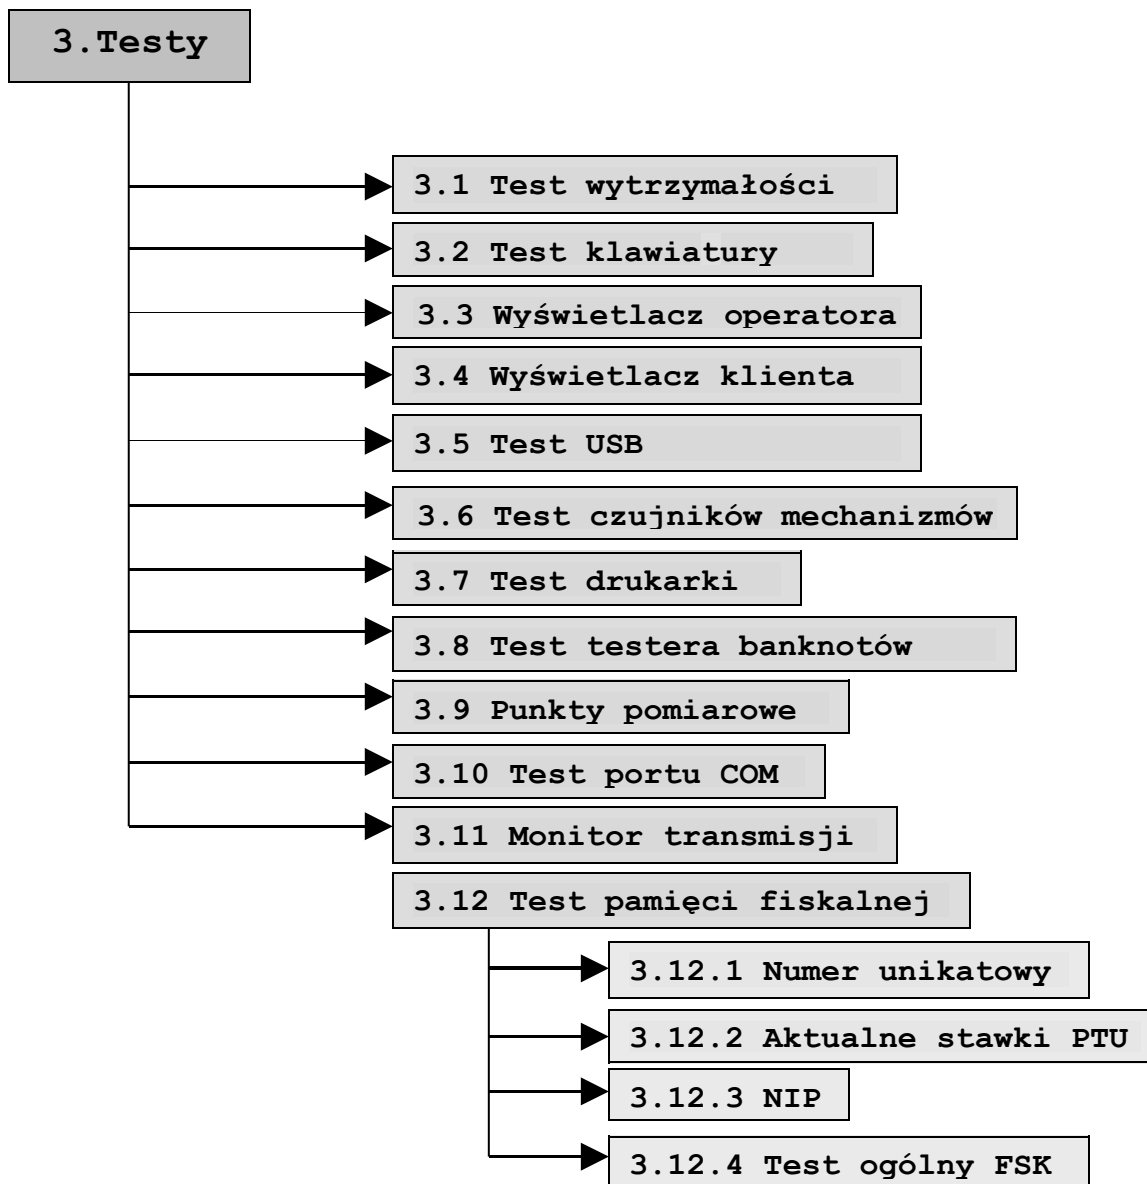 3.Testy
3.1 Test wytrzymałości
3.2 Test klawiatury
3.3 Wyświetlacz operatora
3.4 Wyświetlacz klienta
3.5 Test USB
3.6 Test czujników mechanizmów
3.7 Test drukarki
3.8 Test testera banknotów
3.9 Punkty pomiarowe
3.10 Test portu COM
3.11 Monitor transmisji
3.12 Test pamięci fiskalnej
3.12.1 Numer unikatowy
3.12.2 Aktualne stawki PTU
3.12.3 NIP
3.12.4 Test ogólny FSK